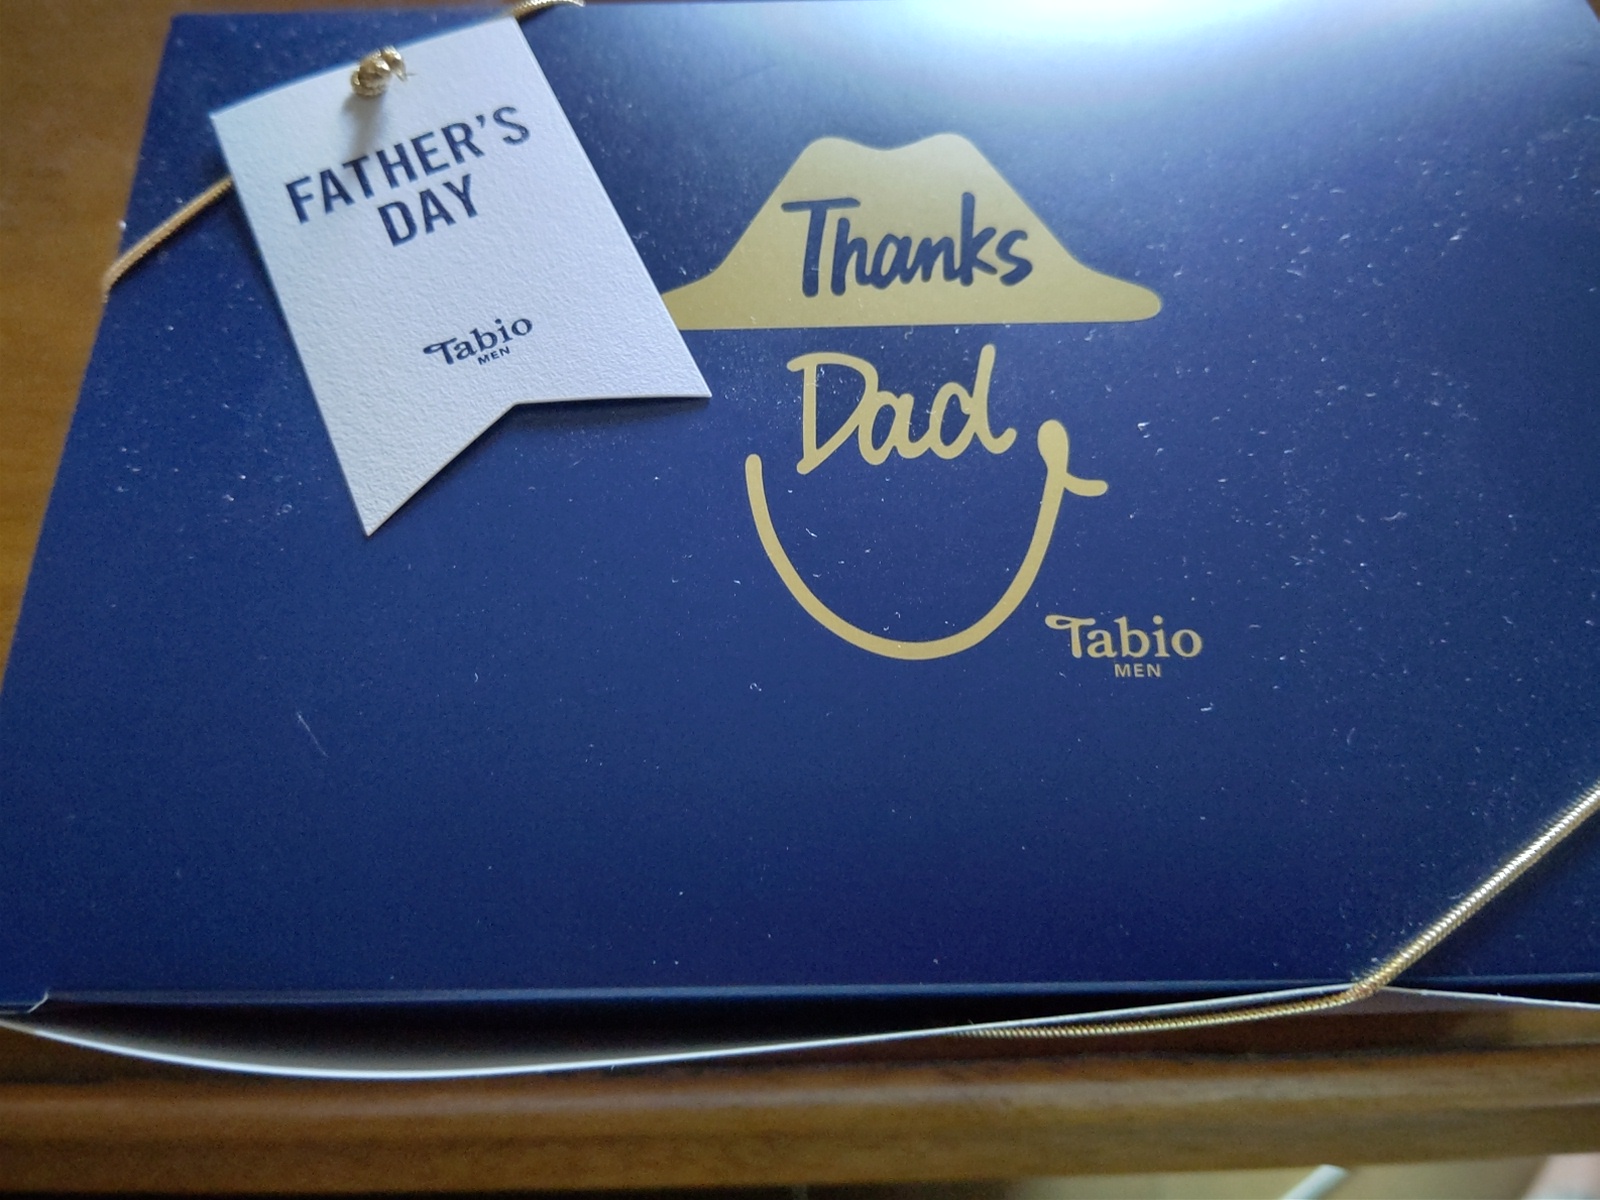 FATHER'S
DAY
Tabio
MEN
Thanks
Dad
Tabio
MEN